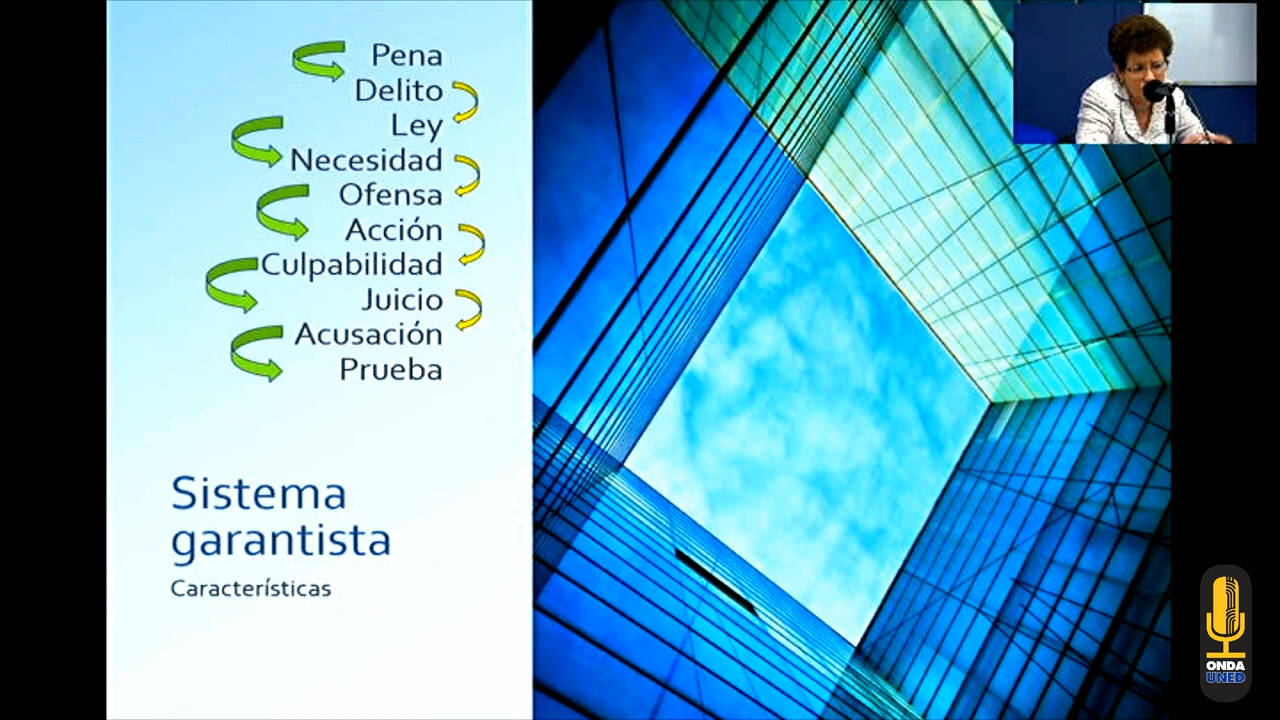 Pena
Delito
Ley
Necesidad
Ofensa
Acción
Culpabilidad
Juicio
Acusación
Prueba
Sistema
garantista
Características
ONDA
UNED